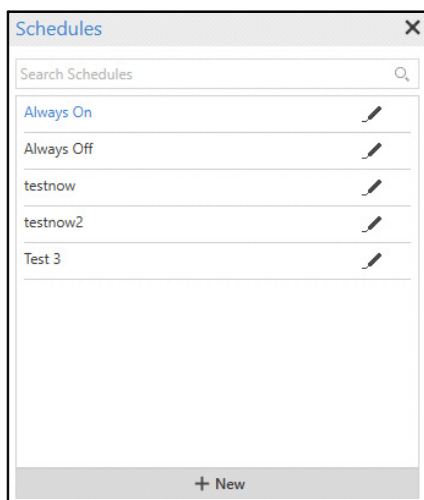 Schedules
Search Schedules
Always On
Always Off
testnow
testnow2
Test 3
+ New